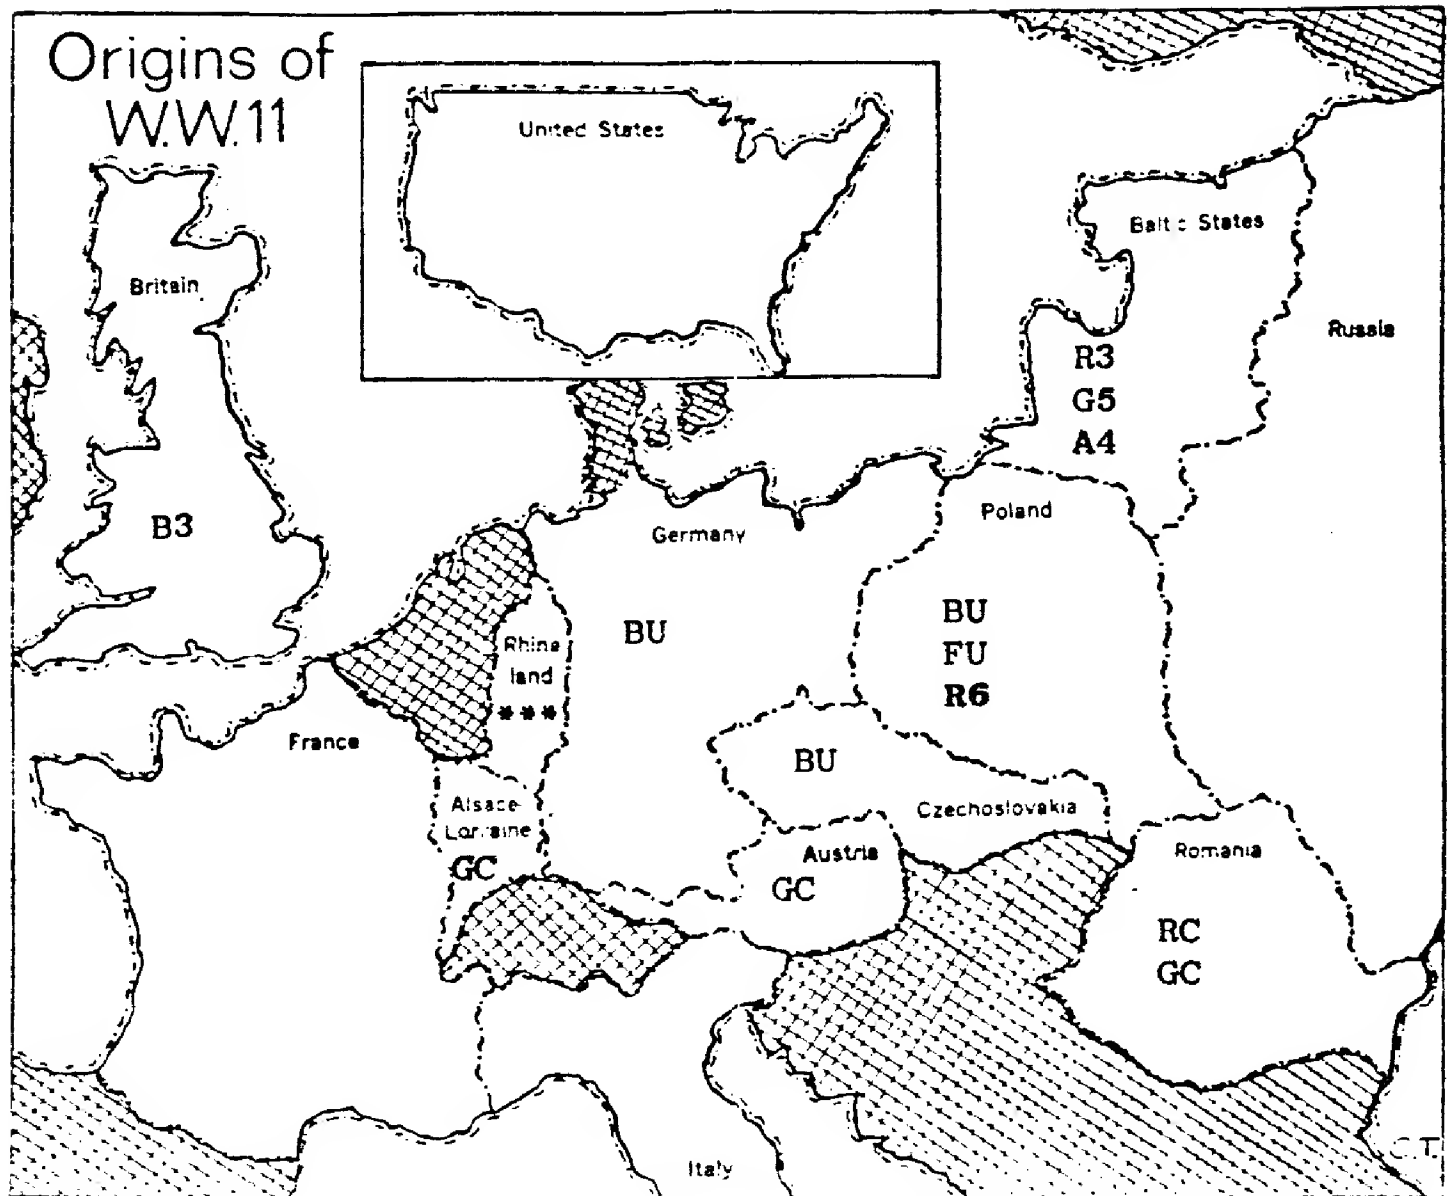 Origins of
W.W.11
United States
Britain
Baltic States
Russia
R3
G5
A4
B3
Germany
Poland
BU
BU
FU
R6
Rhine
land
***
France
BU
Alsace
Lorraine
GC
Czechoslovakia
Austria
GC
Romania
RC
GC
Italy